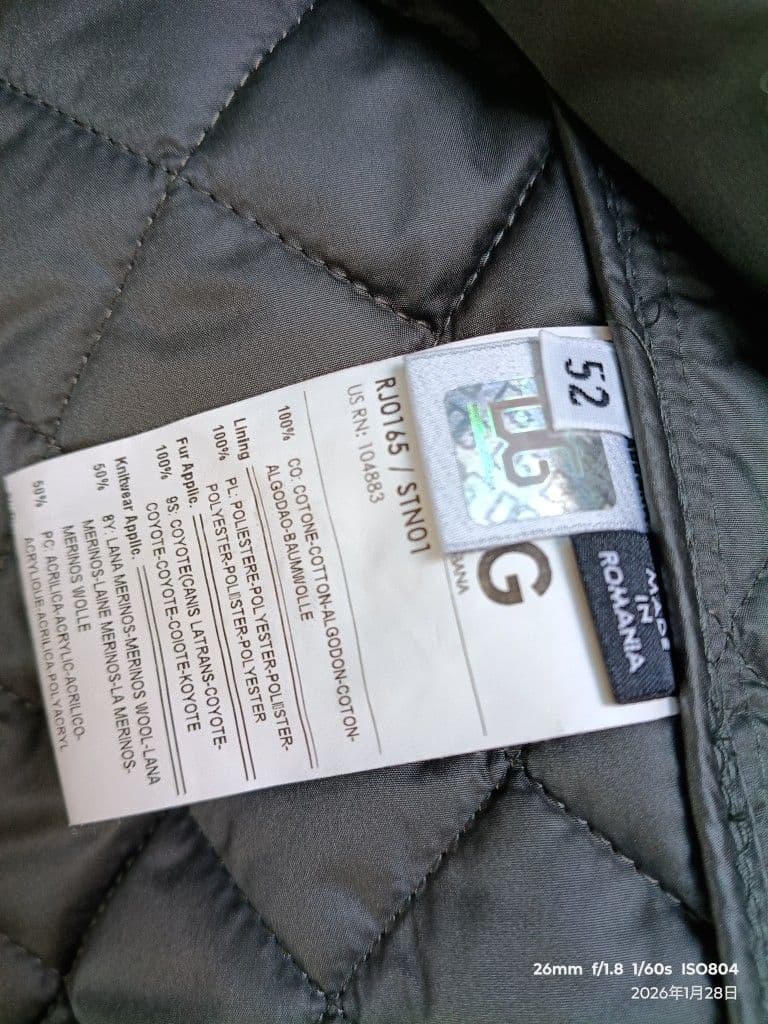 52
DG
G
MADE
IN
ROMANIA
RJ0165 / STN01
US RN: 104883
100% CO: COTONE-COTTON-ALGODON-COTON-
ALGODAO-BAUMWOLLE
Lining
100% PL: POLIESTERE-POLYESTER-POLIESTER-
POLYESTER-POLIESTER-POLYESTER
Fur Applic.
100% 9S: COYOTE(CANIS LATRANS-COYOTE-
COYOTE-COYOTE-COIOTE-KOYOTE
Knitwear Applic.
50% BY: LANA MERINOS-MERINOS WOOL-LANA
MERINOS-LAINE MERINOS-LA MERINOS-
MERINOS WOLLE
50% PC: ACRILICA-ACRYLIC-ACRILICO-
ACRYLIQUE-ACRILICA-POLYACRYL
26mm f/1.8 1/60s ISO804
2026年1月28日